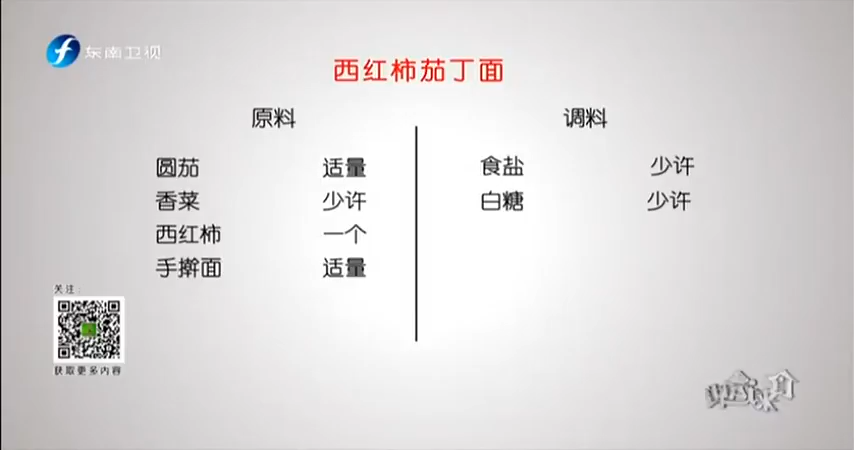 东南卫视
西红柿茄丁面
原料
调料
圆茄 适量
香菜 少许
西红柿 一个
手擀面 适量
食盐 少许
白糖 少许
关注：
获取更多内容